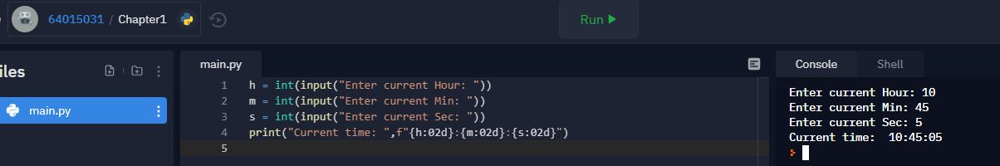 64015031 / Chapter1
Run
iles
main.py
main.py
1 h = int(input("Enter current Hour: "))
2 m = int(input("Enter current Min: "))
3 s = int(input("Enter current Sec: "))
4 print("Current time: ",f"{h:02d}:{m:02d}:{s:02d}")
5
Console Shell
Enter current Hour: 10
Enter current Min: 45
Enter current Sec: 5
Current time:  10:45:05